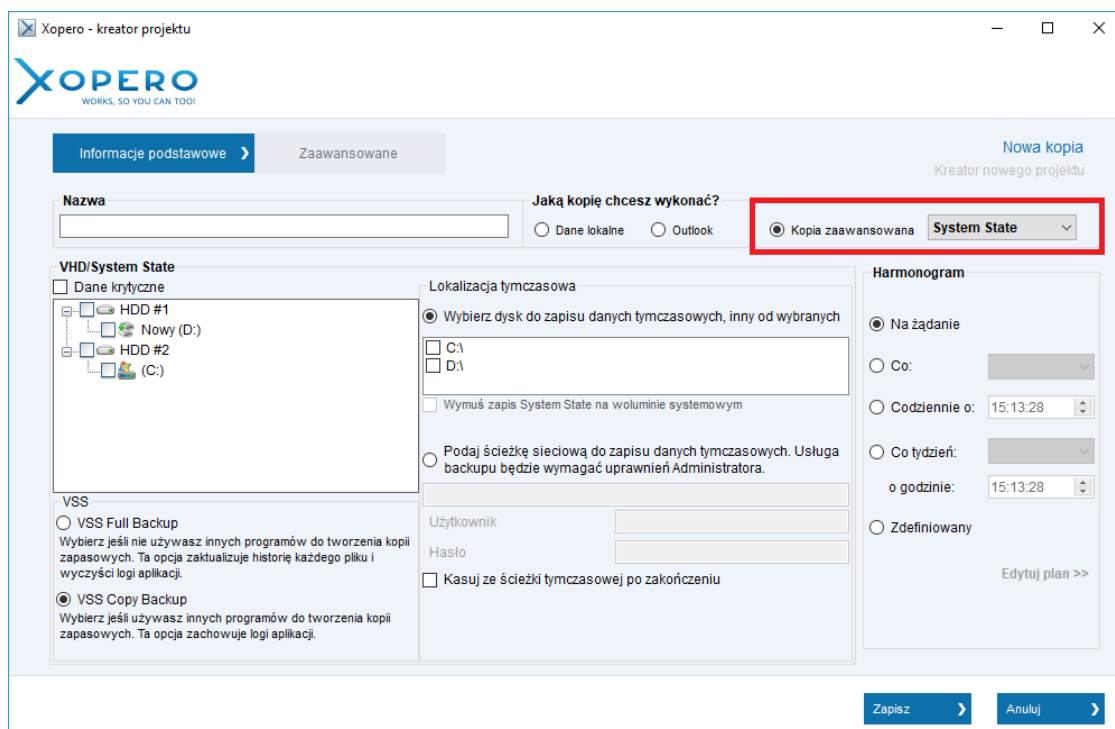 Xopero - kreator projektu
XOPERO
WORKS, SO YOU CAN TOO!
Informacje podstawowe
Zaawansowane
Nowa kopia
Kreator nowego projektu
Nazwa
Jaką kopię chcesz wykonać?
Dane lokalne
Outlook
Kopia zaawansowana
System State
VHD/System State
Dane krytyczne
HDD #1
Nowy (D:)
HDD #2
(C:)
VSS
VSS Full Backup
Wybierz jeśli nie używasz innych programów do tworzenia kopii
zapasowych. Ta opcja zaktualizuje historię każdego pliku i
wyczyści logi aplikacji.
VSS Copy Backup
Wybierz jeśli używasz innych programów do tworzenia kopii
zapasowych. Ta opcja zachowuje logi aplikacji.
Lokalizacja tymczasowa
Wybierz dysk do zapisu danych tymczasowych, inny od wybranych
C:\
D:\
Wymuś zapis System State na woluminie systemowym
Podaj ścieżkę sieciową do zapisu danych tymczasowych. Usługa
backupu będzie wymagać uprawnień Administratora.
Użytkownik
Hasło
Kasuj ze ścieżki tymczasowej po zakończeniu
Harmonogram
Na żądanie
Co:
Codziennie o:
15:13:28
Co tydzień:
o godzinie:
15:13:28
Zdefiniowany
Edytuj plan >>
Zapisz
Anuluj